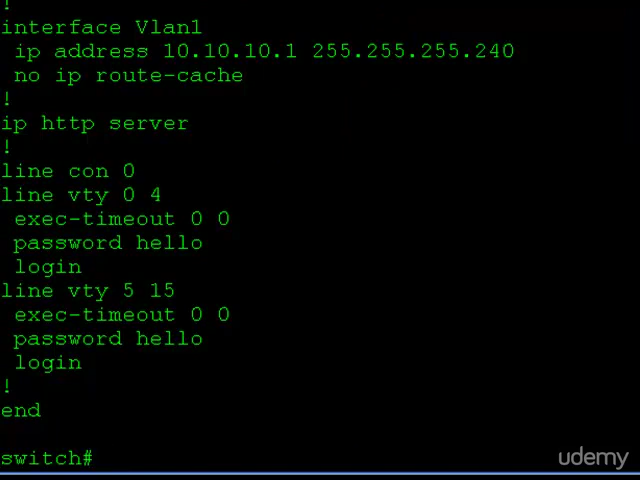 !
interface Vlan1
 ip address 10.10.10.1 255.255.255.240
 no ip route-cache
!
ip http server
!
line con 0
line vty 0 4
 exec-timeout 0 0
 password hello
 login
line vty 5 15
 exec-timeout 0 0
 password hello
 login
!
end
switch#
udemy